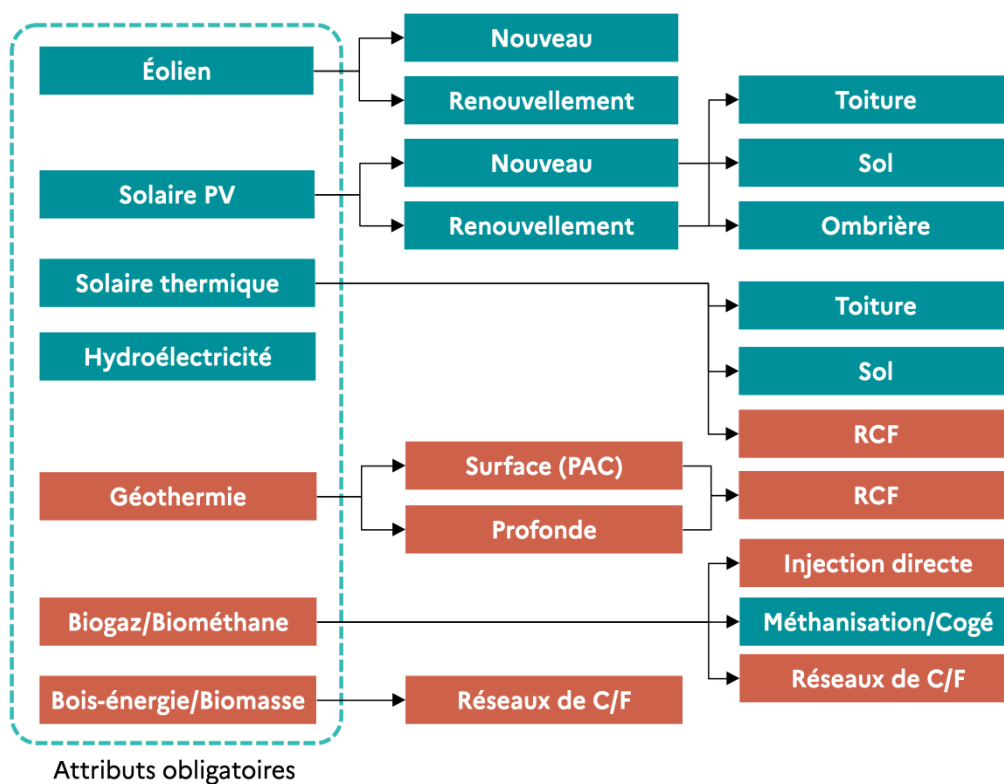 Éolien
Nouveau
Renouvellement
Solaire PV
Nouveau
Renouvellement
Toiture
Sol
Ombrière
Solaire thermique
Toiture
Sol
RCF
Hydroélectricité
Géothermie
Surface (PAC)
Profonde
RCF
Biogaz/Biométhane
Injection directe
Méthanisation/Cogé
Réseaux de C/F
Bois-énergie/Biomasse
Réseaux de C/F
Attributs obligatoires